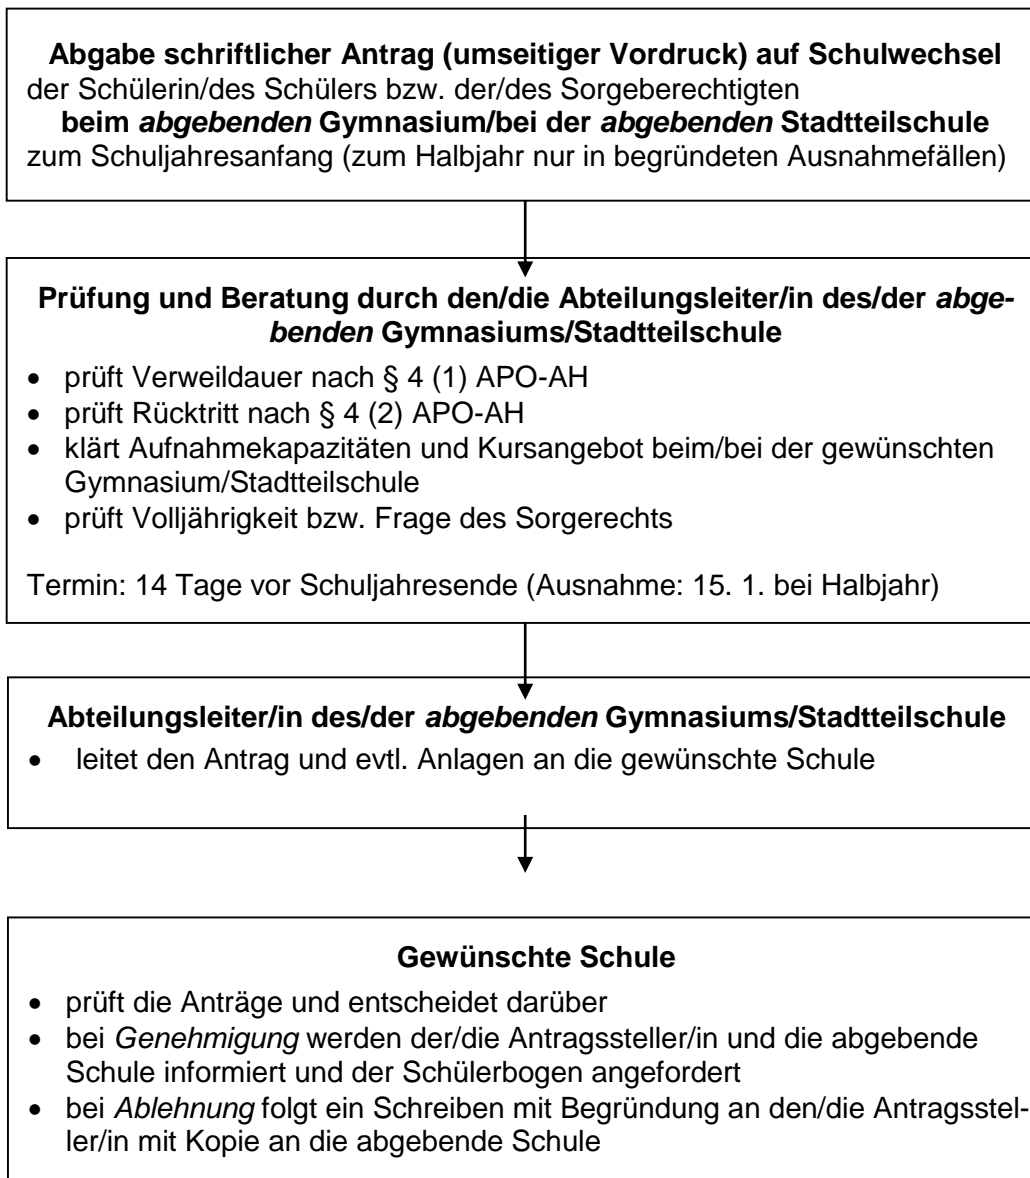 Abgabe schriftlicher Antrag (umseitiger Vordruck) auf Schulwechsel
der Schülerin/des Schülers bzw. der/des Sorgeberechtigten
beim abgebenden Gymnasium/bei der abgebenden Stadtteilschule
zum Schuljahresanfang (zum Halbjahr nur in begründeten Ausnahmefällen)
Prüfung und Beratung durch den/die Abteilungsleiter/in des/der abge-
benden Gymnasiums/Stadtteilschule
• prüft Verweildauer nach § 4 (1) APO-AH
• prüft Rücktritt nach § 4 (2) APO-AH
• klärt Aufnahmekapazitäten und Kursangebot beim/bei der gewünschten
Gymnasium/Stadtteilschule
• prüft Volljährigkeit bzw. Frage des Sorgerechts
Termin: 14 Tage vor Schuljahresende (Ausnahme: 15. 1. bei Halbjahr)
Abteilungsleiter/in des/der abgebenden Gymnasiums/Stadtteilschule
• leitet den Antrag und evtl. Anlagen an die gewünschte Schule
Gewünschte Schule
• prüft die Anträge und entscheidet darüber
• bei Genehmigung werden der/die Antragssteller/in und die abgebende
Schule informiert und der Schülerbogen angefordert
• bei Ablehnung folgt ein Schreiben mit Begründung an den/die Antragsstel-
ler/in mit Kopie an die abgebende Schule